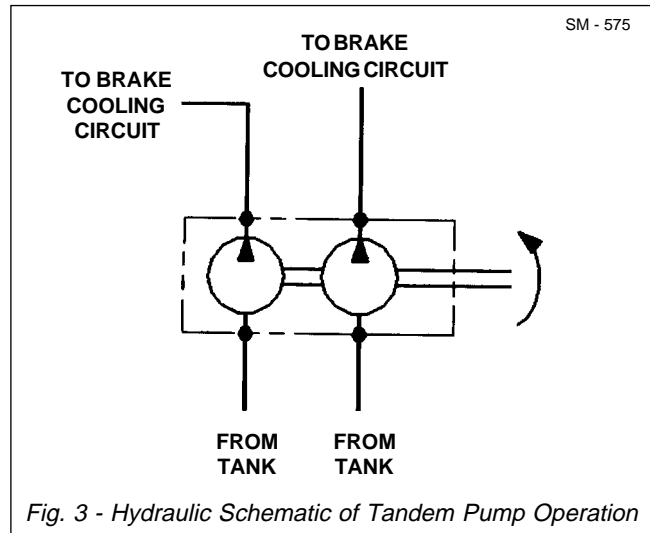 SM - 575
TO BRAKE
COOLING CIRCUIT
TO BRAKE
COOLING
CIRCUIT
FROM
TANK
FROM
TANK
Fig. 3 - Hydraulic Schematic of Tandem Pump Operation